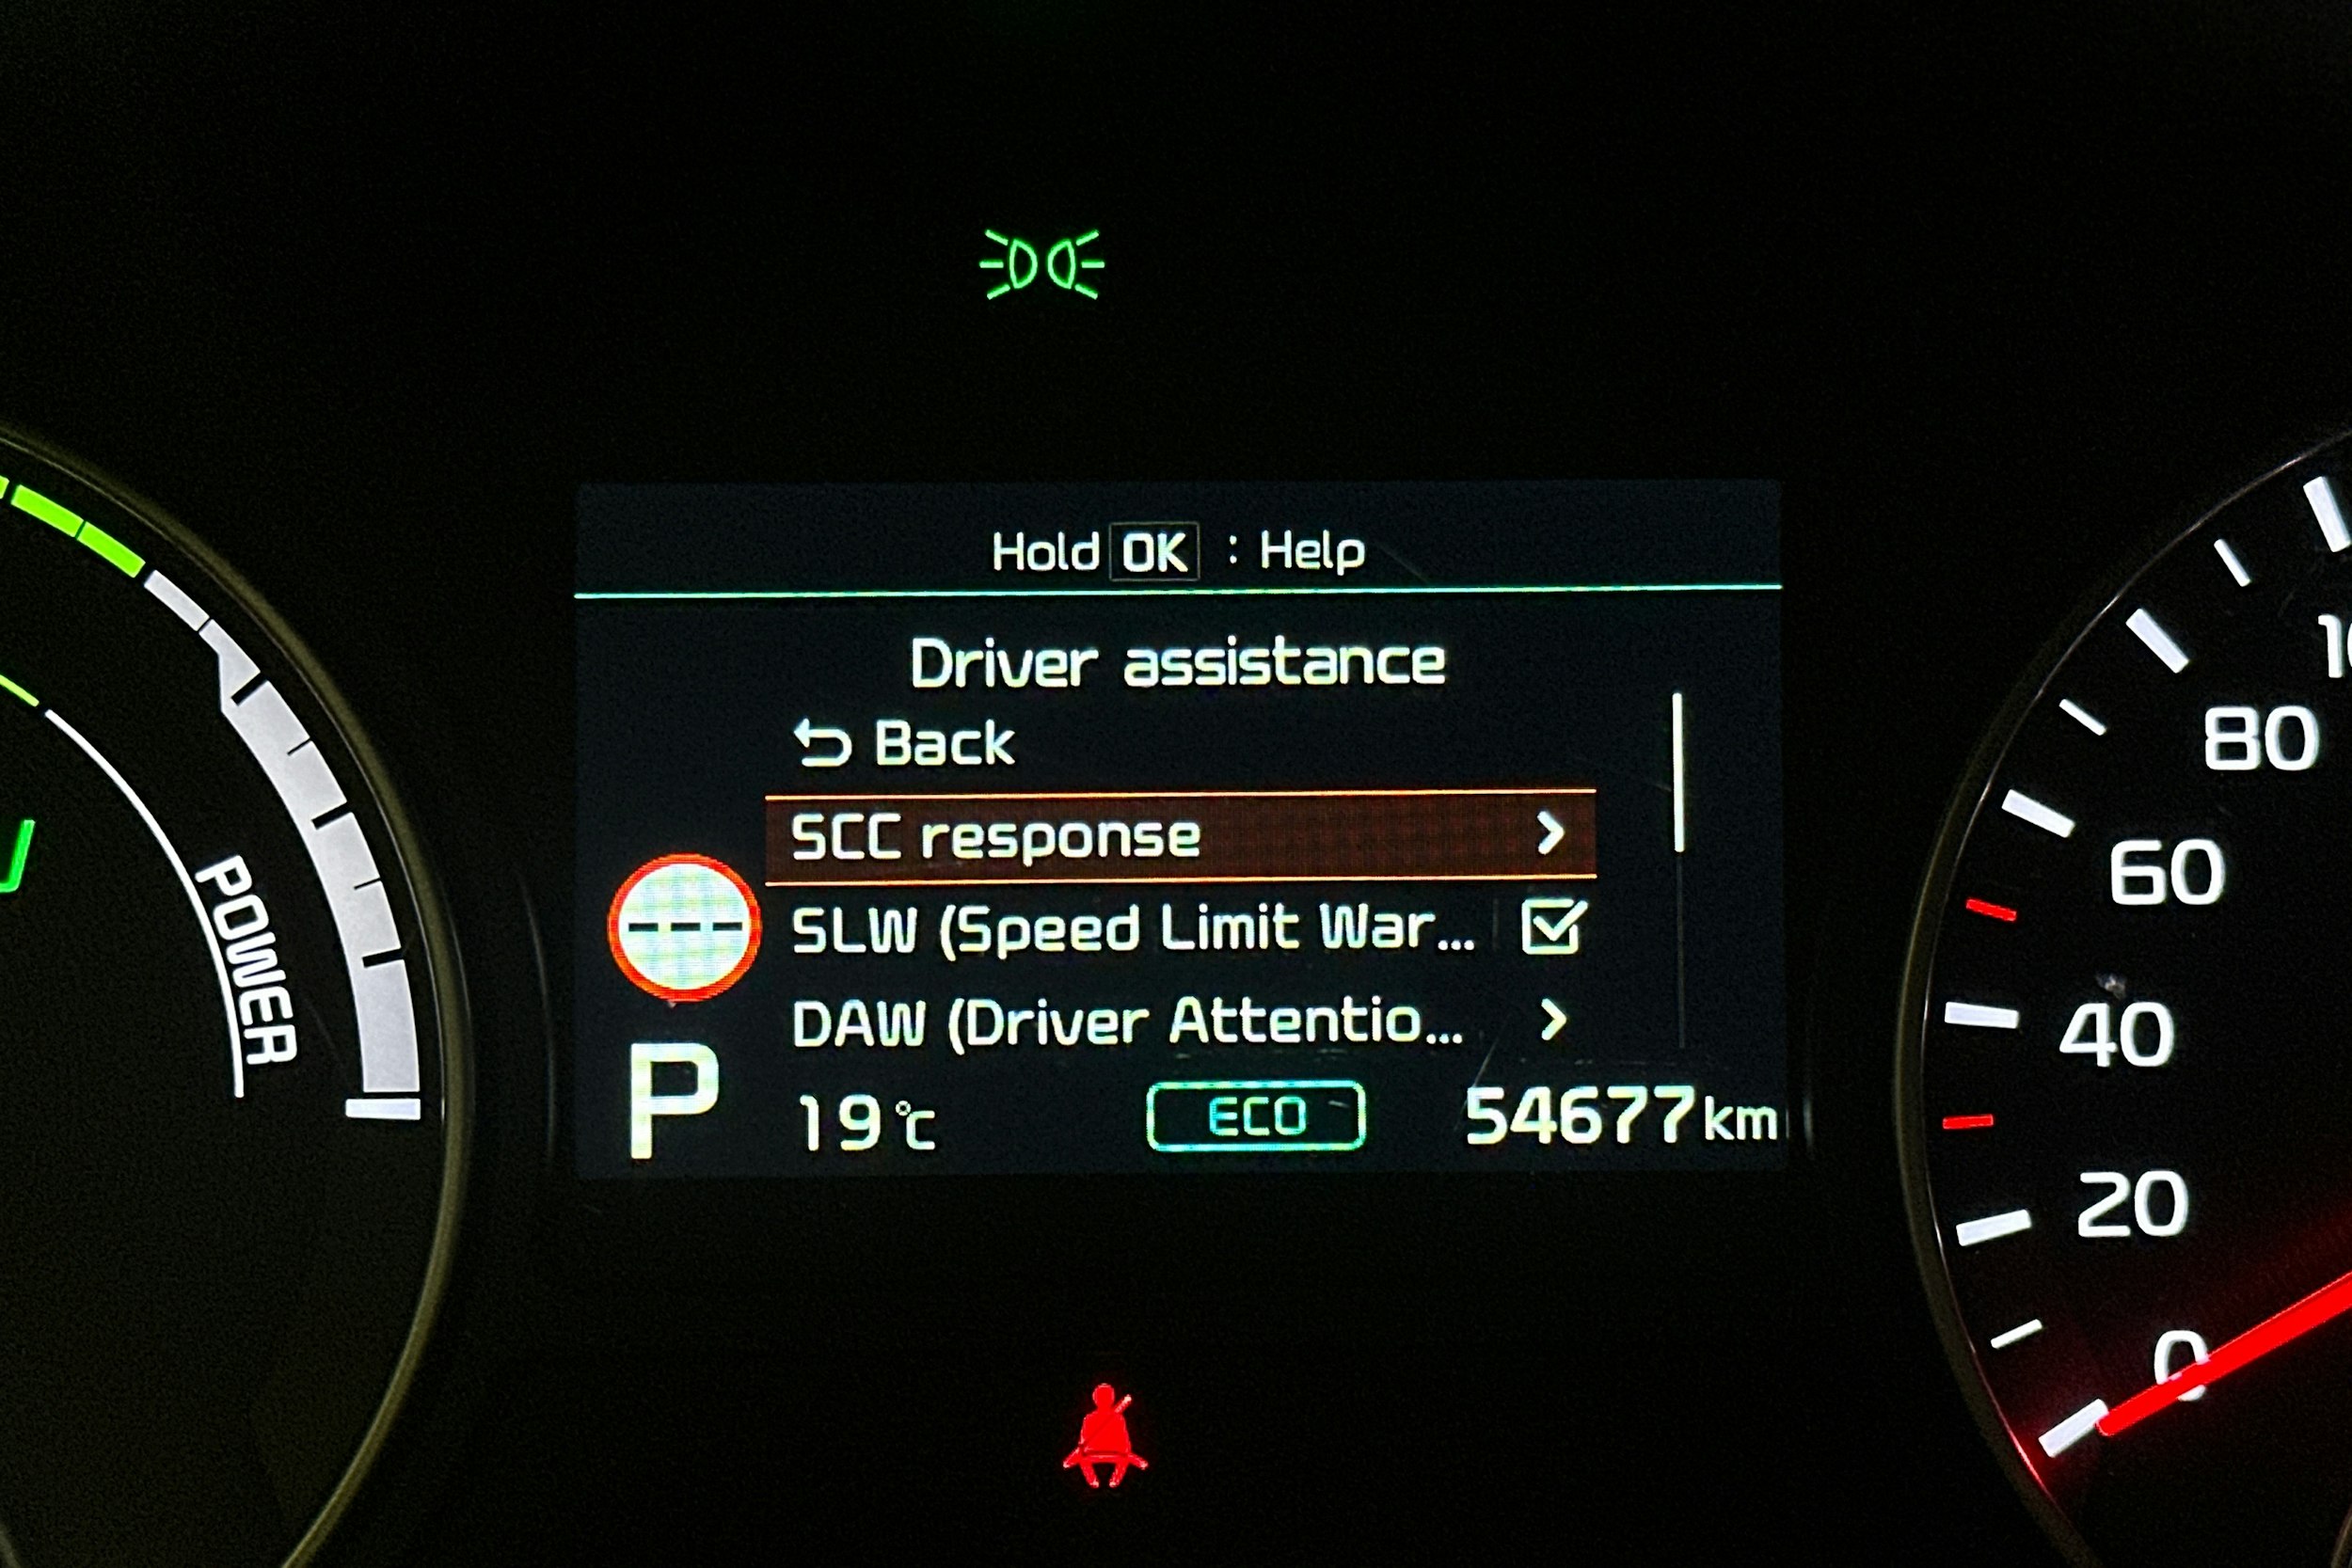 Hold OK : Help
Driver assistance
Back
SCC response
SLW (Speed Limit War...
DAW (Driver Attentio...
P
19°C
ECO
54677km
POWER
80
60
40
20
0